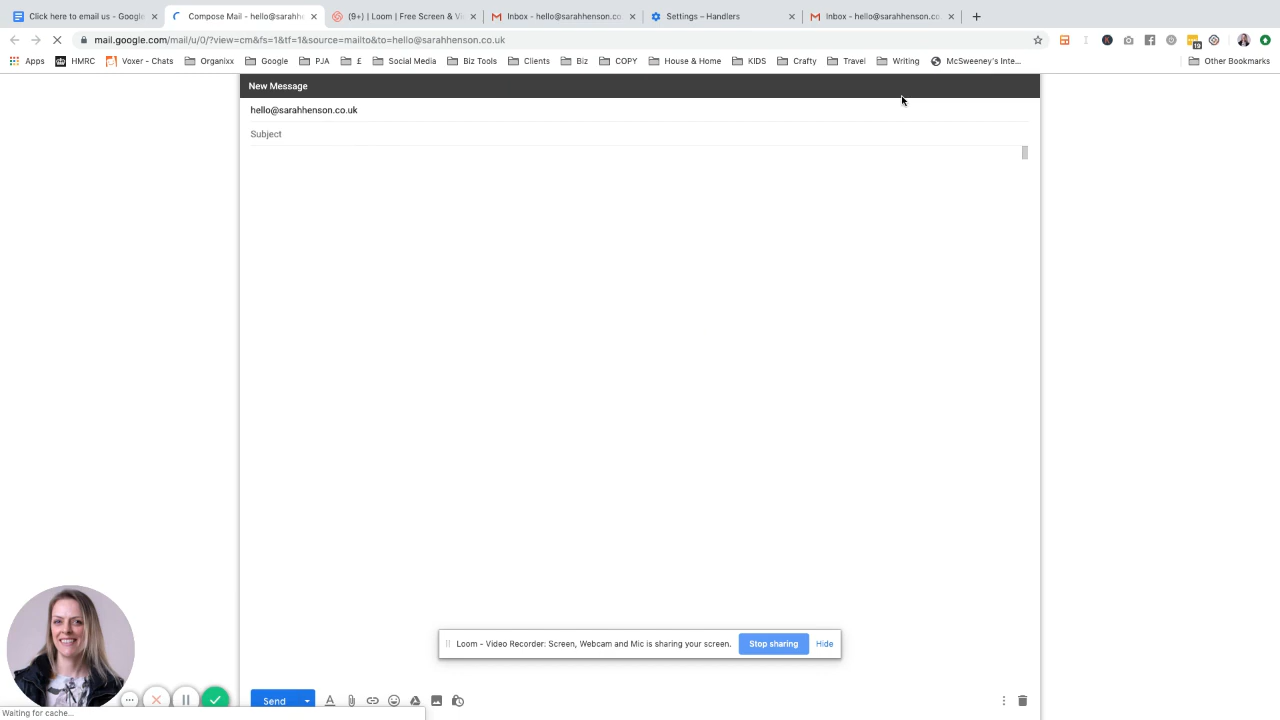 Click here to email us - Google
Compose Mail - hello@sarahhe
(9+) | Loom | Free Screen & Vi
Inbox - hello@sarahhenson.co
Settings – Handlers
Inbox - hello@sarahhenson.co.
mail.google.com/mail/u/0/?view=cm&fs=1&tf=1&source=mailto&to=hello@sarahhenson.co.uk
19
Apps HMRC Voxer - Chats Organixx Google PJA £ Social Media Biz Tools Clients Biz COPY House & Home KIDS Crafty Travel Writing McSweeney's Inte... Other Bookmarks
New Message
hello@sarahhenson.co.uk
Subject
Loom - Video Recorder: Screen, Webcam and Mic is sharing your screen. Stop sharing Hide
Send
Waiting for cache...